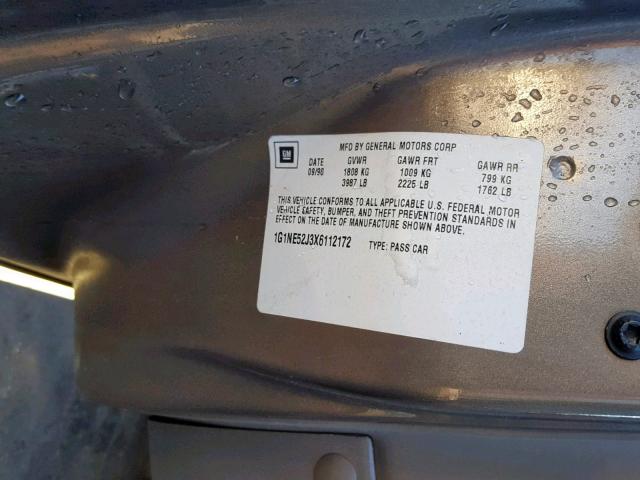 GM
MFD BY GENERAL MOTORS CORP
DATE GVWR GAWR FRT GAWR RR
09/98 1808 KG 1009 KG 799 KG
3987 LB 2225 LB 1762 LB
THIS VEHICLE CONFORMS TO ALL APPLICABLE U.S. FEDERAL MOTOR
VEHICLE SAFETY, BUMPER, AND THEFT PREVENTION STANDARDS IN
EFFECT ON THE DATE OF MANUFACTURE SHOWN ABOVE.
1G1NE52J3X6112172 TYPE: PASS CAR